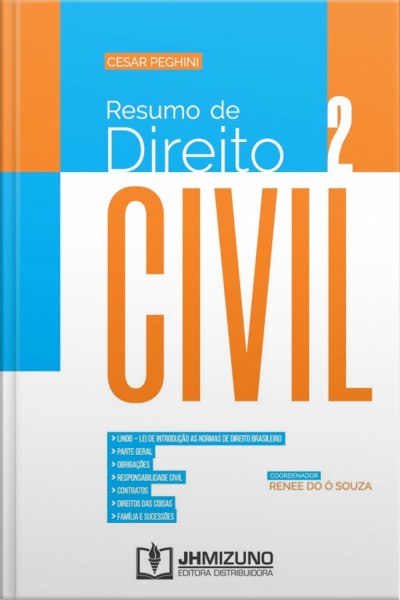 CESAR PEGHINI
Resumo de
Direito 2
CIVIL
> LINDB – LEI DE INTRODUÇÃO AS NORMAS DE DIREITO BRASILEIRO
> PARTE GERAL
> OBRIGAÇÕES
> RESPONSABILIDADE CIVIL
> CONTRATOS
> DIREITOS DAS COISAS
> FAMÍLIA E SUCESSÕES
COORDENADOR
RENEE DO Ó SOUZA
JHMIZUNO
EDITORA DISTRIBUIDORA